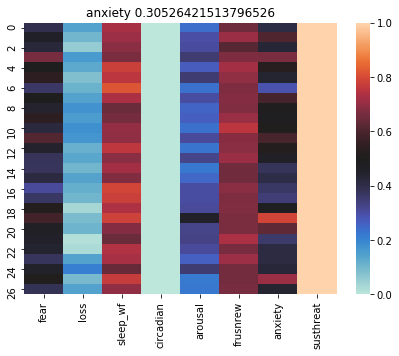 anxiety 0.30526421513796526
0
2
4
6
8
10
12
14
16
18
20
22
24
26
fear
loss
sleep_wf
circadian
arousal
frusnrew
anxiety
susthreat
1.0
0.8
0.6
0.4
0.2
0.0